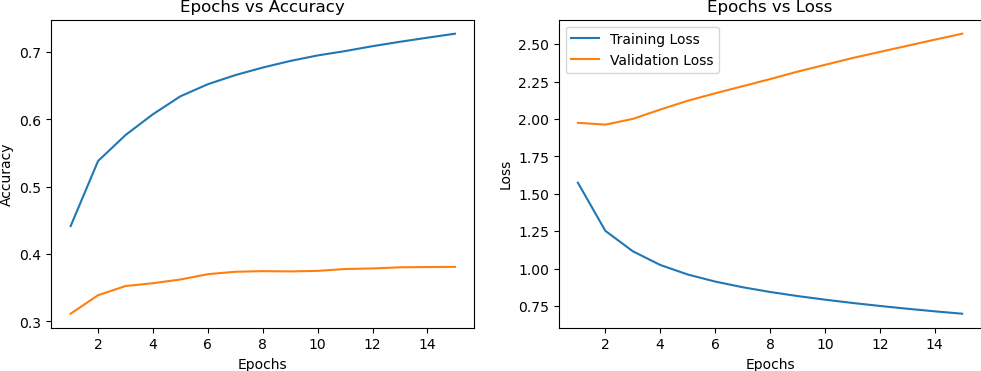 Epochs vs Accuracy
Accuracy
0.7
0.6
0.5
0.4
0.3
2 4 6 8 10 12 14
Epochs
Epochs vs Loss
Training Loss
Validation Loss
Loss
2.50
2.25
2.00
1.75
1.50
1.25
1.00
0.75
2 4 6 8 10 12 14
Epochs